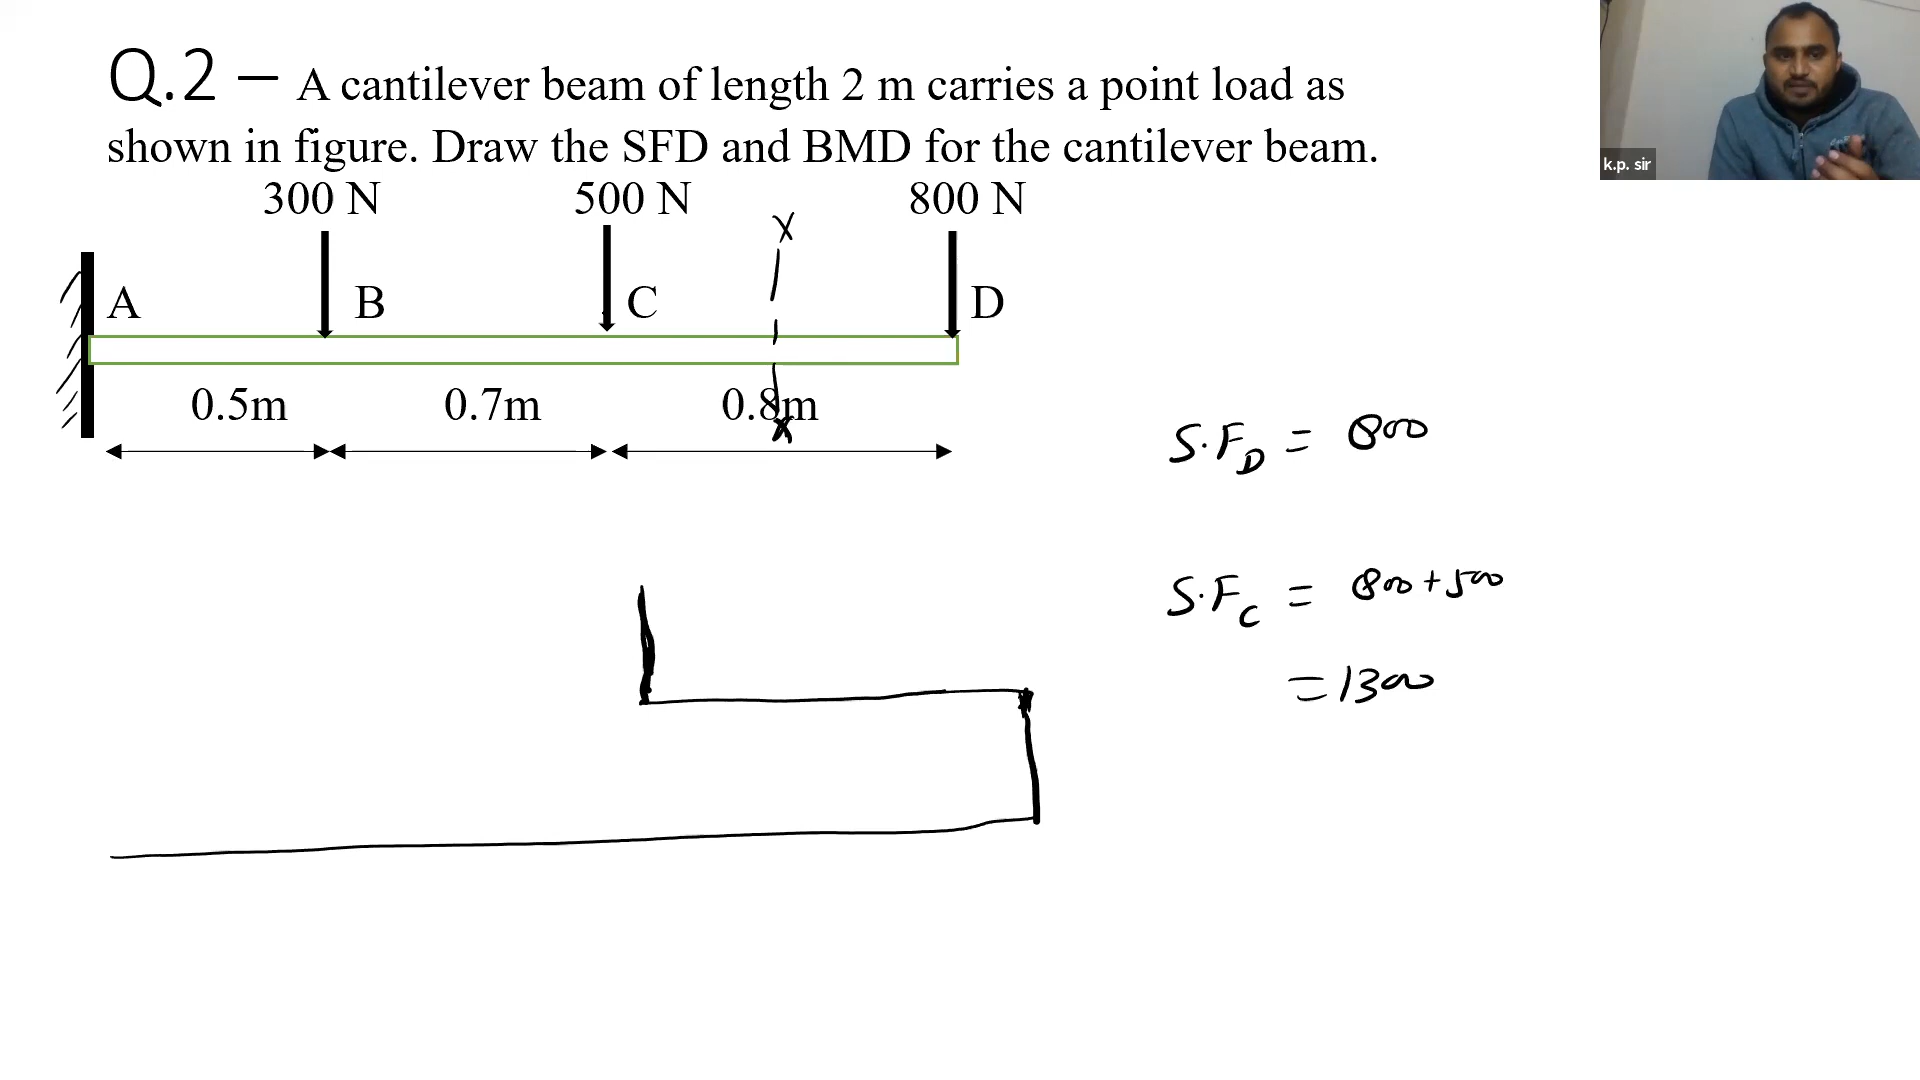 Q.2 – A cantilever beam of length 2 m carries a point load as
shown in figure. Draw the SFD and BMD for the cantilever beam.
k.p. sir
300 N 500 N 800 N
X
A B C D
0.5m 0.7m 0.8m
X
S.F_D = 800
S.F_C = 800 + 500
= 1300